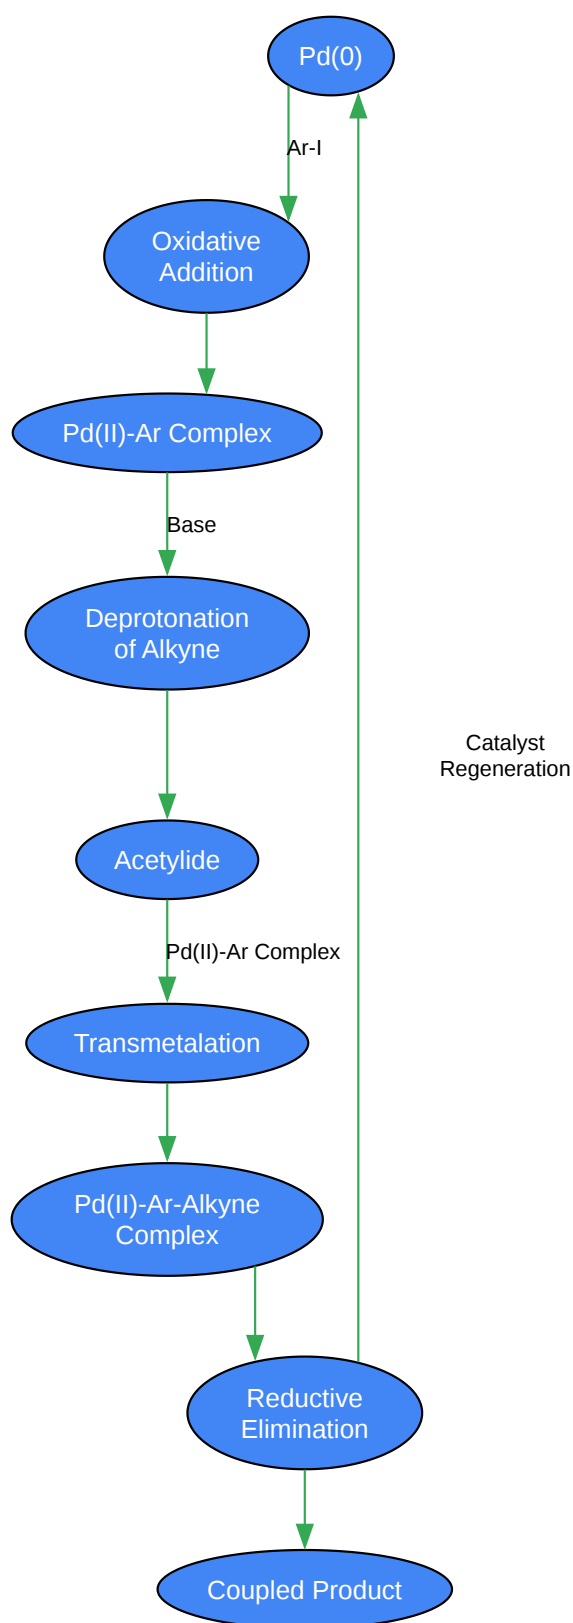 Pd(0)
Ar-I
Oxidative
Addition
Pd(II)-Ar Complex
Base
Deprotonation
of Alkyne
Catalyst
Regeneration
Acetylide
Pd(II)-Ar Complex
Transmetalation
Pd(II)-Ar-Alkyne
Complex
Reductive
Elimination
Coupled Product